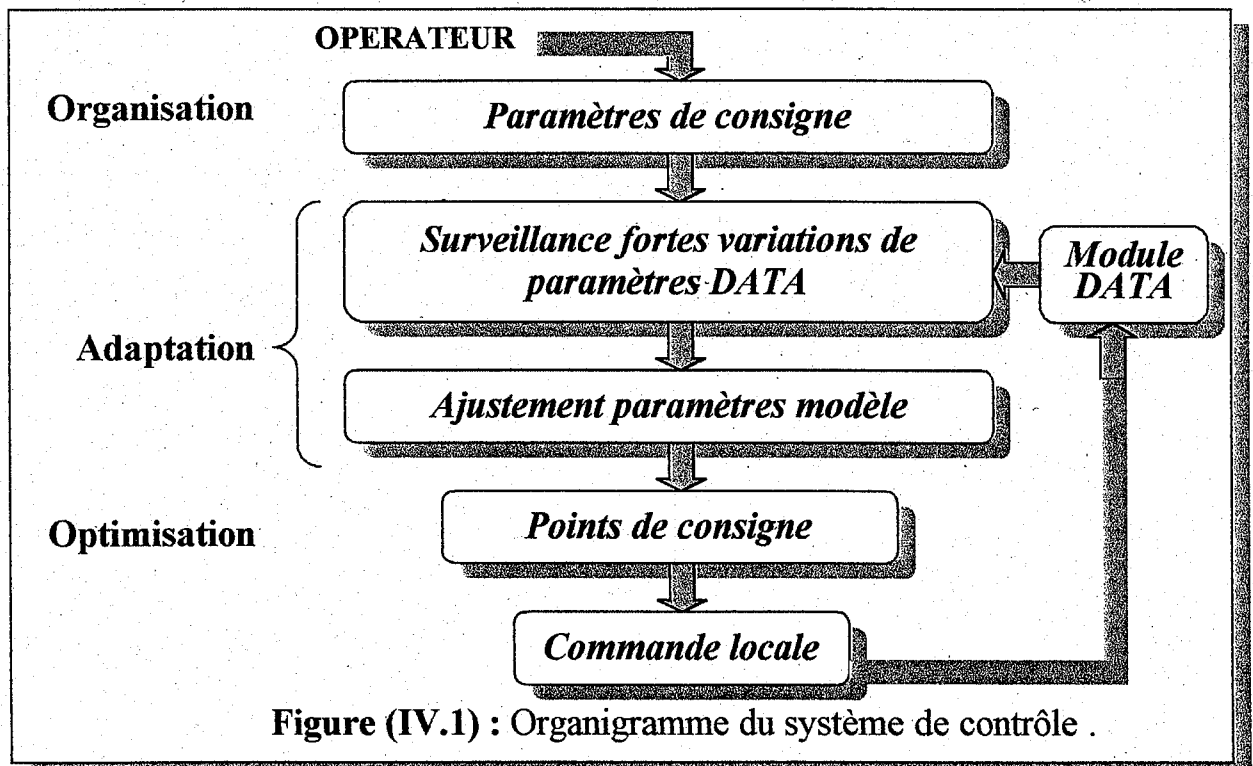 OPERATEUR
Organisation
Paramètres de consigne
Surveillance fortes variations de
paramètres DATA
Module
DATA
Adaptation
Ajustement paramètres modèle
Optimisation
Points de consigne
Commande locale
Figure (IV.1) : Organigramme du système de contrôle .